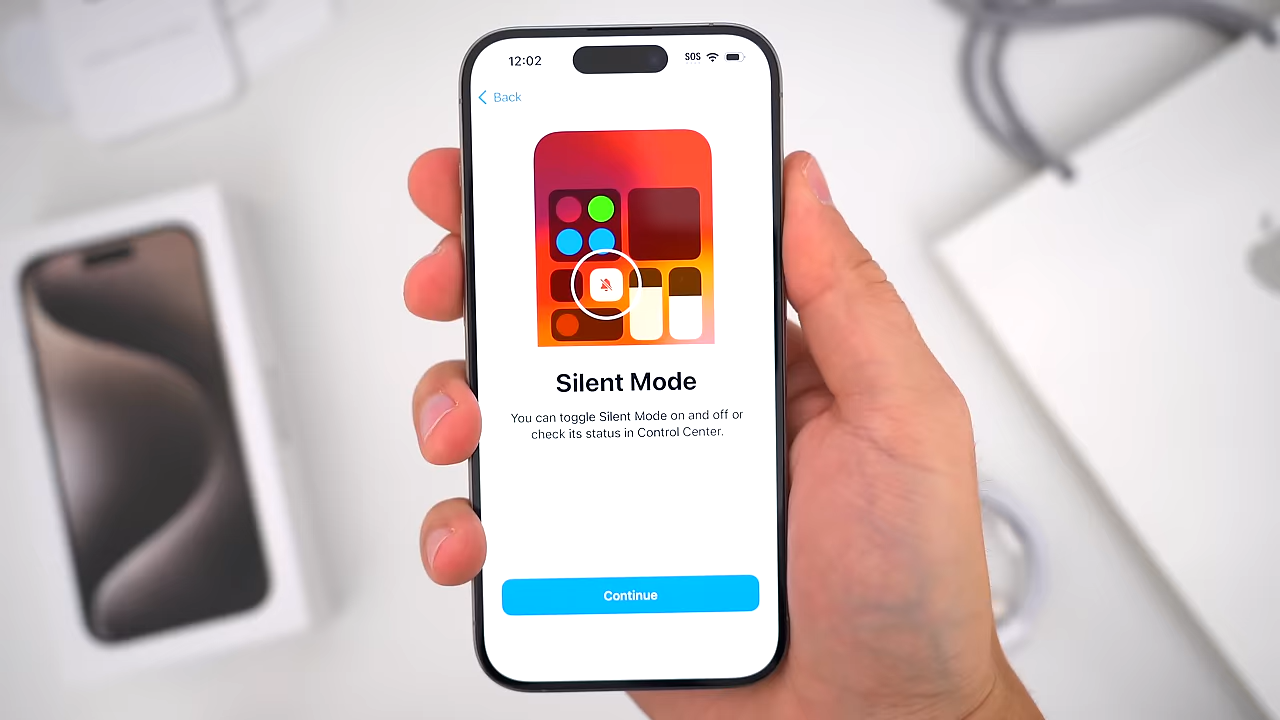 12:02
SOS
Back
Silent Mode
You can toggle Silent Mode on and off or
check its status in Control Center.
Continue